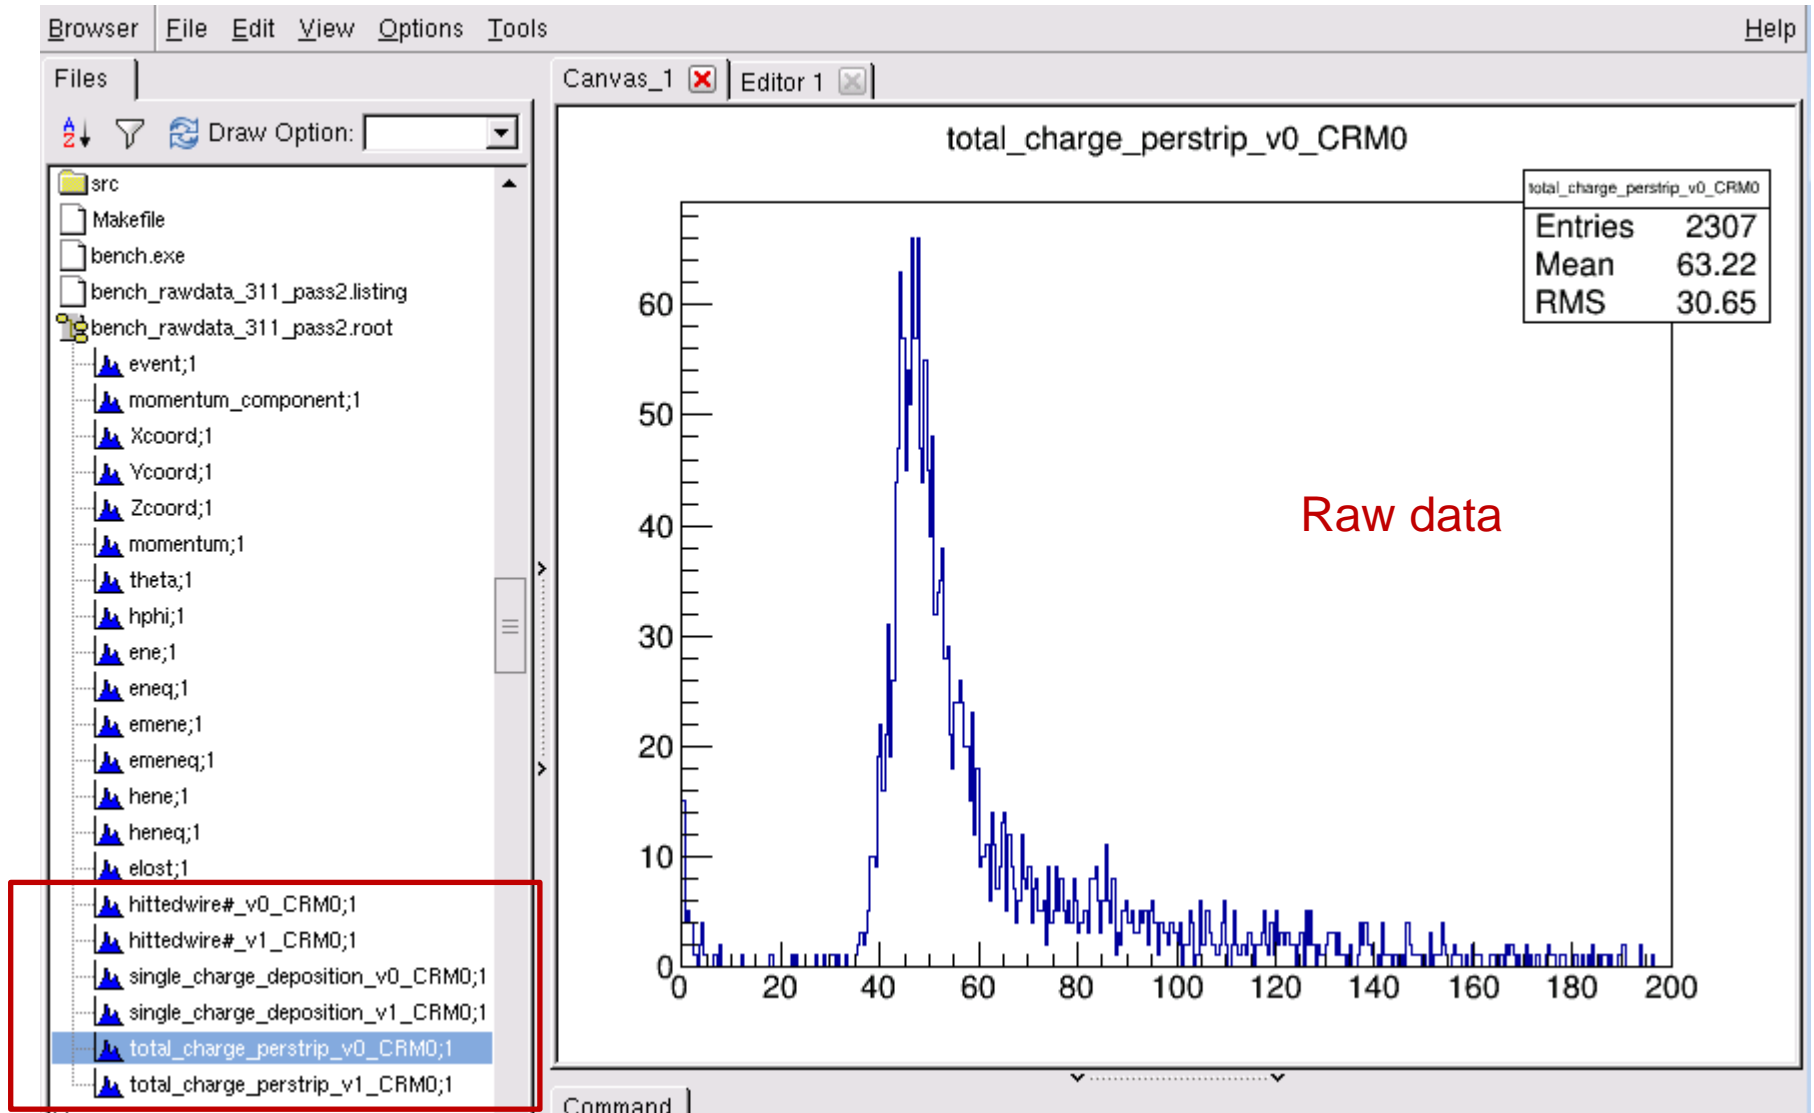 Browser File Edit View Options Tools Help
Files
Draw Option:
src
Makefile
bench.exe
bench_rawdata_311_pass2.listing
bench_rawdata_311_pass2.root
event;1
momentum_component;1
Xcoord;1
Ycoord;1
Zcoord;1
momentum;1
theta;1
hphi;1
ene;1
eneq;1
emene;1
emeneq;1
hene;1
heneq;1
elost;1
hittedwire#_v0_CRM0;1
hittedwire#_v1_CRM0;1
single_charge_deposition_v0_CRM0;1
single_charge_deposition_v1_CRM0;1
total_charge_perstrip_v0_CRM0;1
total_charge_perstrip_v1_CRM0;1
Canvas_1 Editor 1
total_charge_perstrip_v0_CRM0
total_charge_perstrip_v0_CRM0
Entries 2307
Mean 63.22
RMS 30.65
60
50
40
30
20
10
0
Raw data
0 20 40 60 80 100 120 140 160 180 200
Command